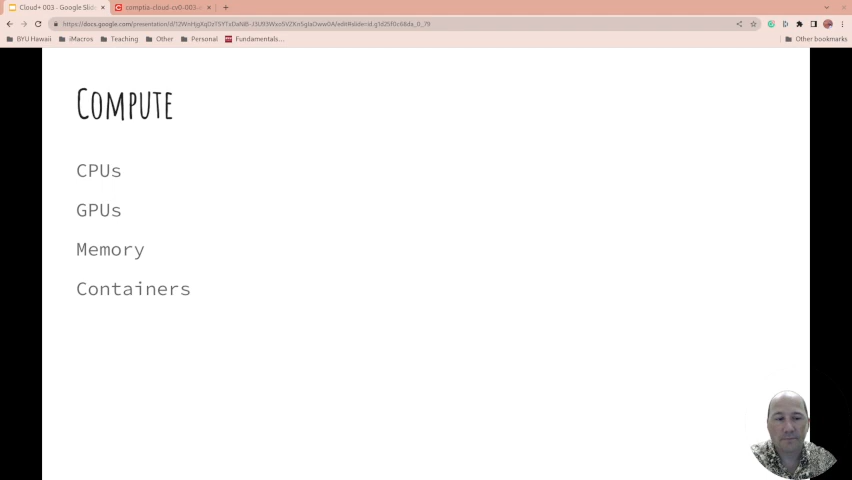 Cloud+ 003 - Google Slide
comptia-cloud-cv0-003-
BYU Hawaii
iMacros
Teaching
Other
Personal
Fundamentals...
Other bookmarks
Compute
CPUs
GPUs
Memory
Containers